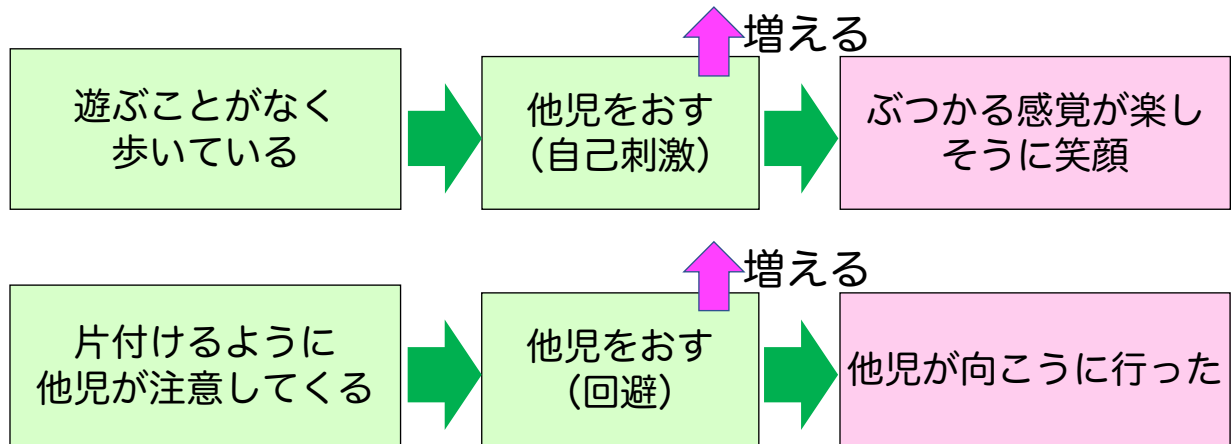 増える
遊ぶことがなく
歩いている
他児をおす
（自己刺激）
ぶつかる感覚が楽し
そうに笑顔
増える
片付けるように
他児が注意してくる
他児をおす
（回避）
他児が向こうに行った